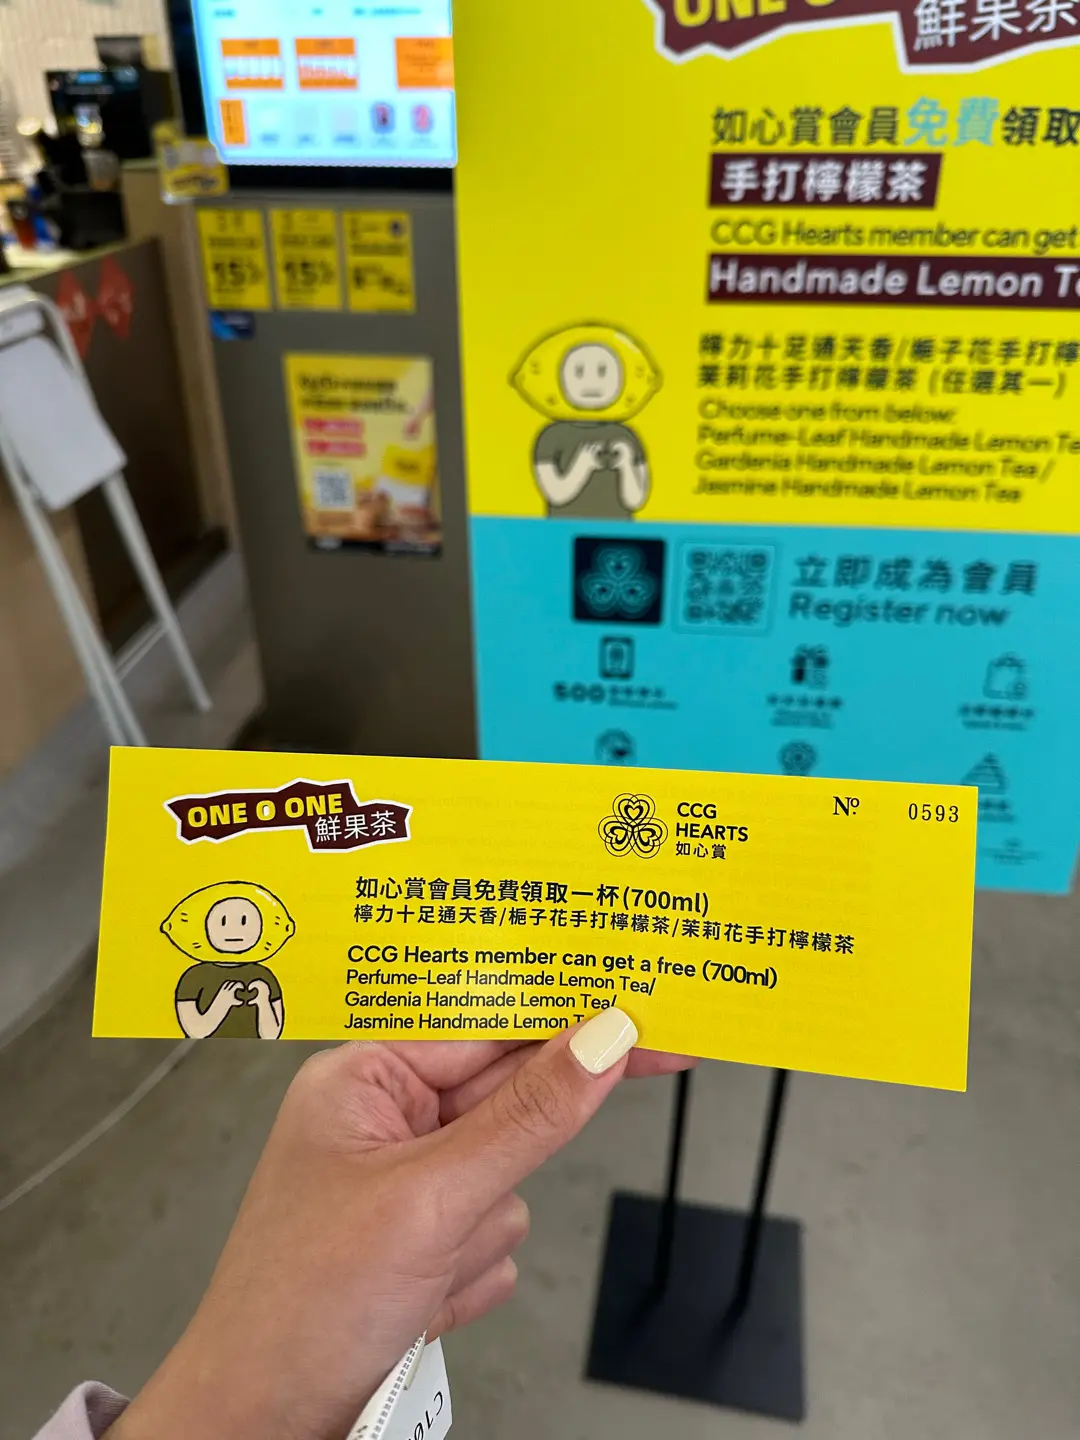 ONE O
鮮果茶
如心賞會員免費領取
手打檸檬茶
CCG Hearts member can get
Handmade Lemon
檸力十足通天香/梔子花手打檸
茉莉花手打檸檬茶 (任選其一)
Choose one from below:
Perfume-Leaf Handmade Lemon
Gardenia Handmade Lemon Tea /
Jasmine Handmade Lemon Tea
立即成為會員
Register now
500
15
15
ONE O ONE
鮮果茶
CCG
HEARTS
如心賞
Nº 0593
如心賞會員免費領取一杯(700ml)
檸力十足通天香/梔子花手打檸檬茶/茉莉花手打檸檬茶
CCG Hearts member can get a free (700ml)
Perfume-Leaf Handmade Lemon Tea/
Gardenia Handmade Lemon Tea/
Jasmine Handmade Lemon